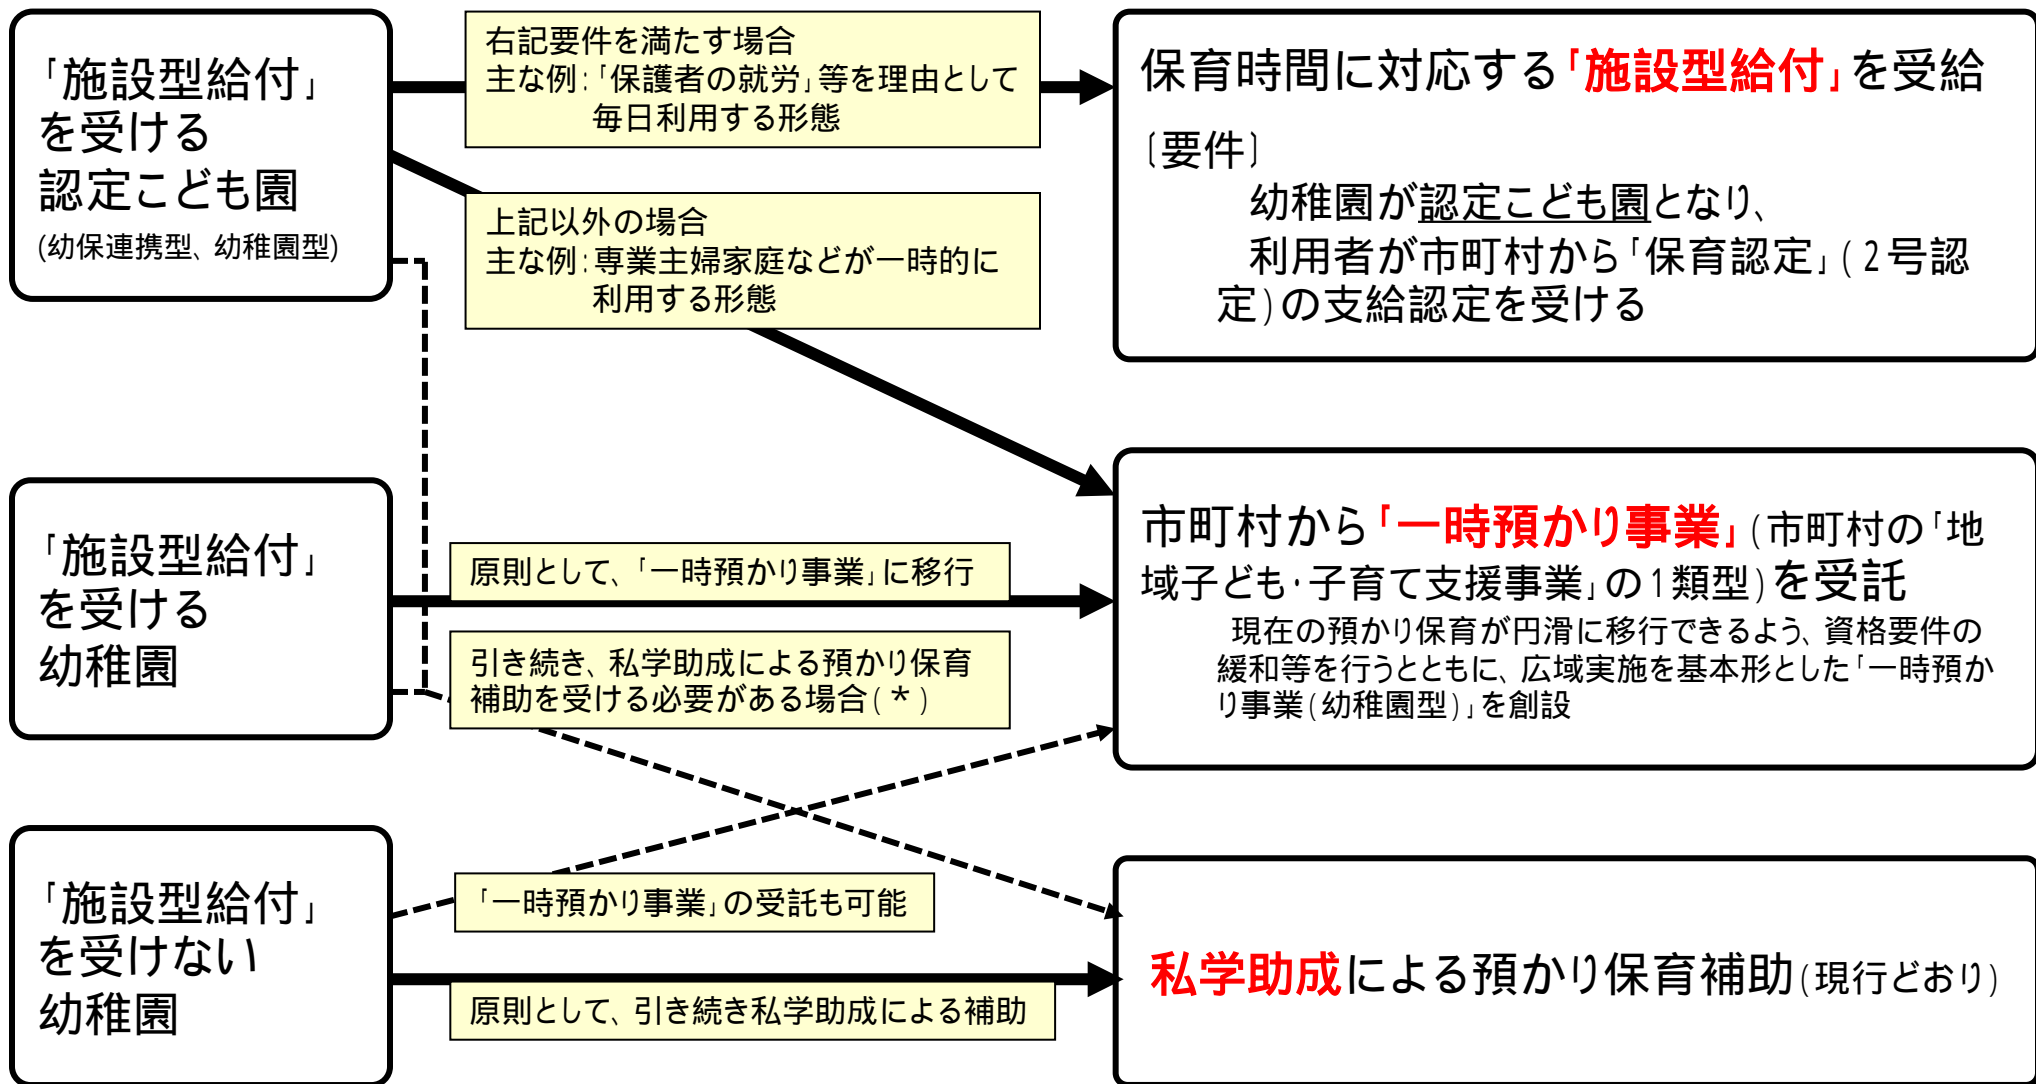 「施設型給付」
を受ける
認定こども園
(幼保連携型、幼稚園型)
右記要件を満たす場合
主な例:「保護者の就労」等を理由として
毎日利用する形態
上記以外の場合
主な例:専業主婦家庭などが一時的に
利用する形態
保育時間に対応する「施設型給付」を受給
〔要件〕
幼稚園が認定こども園となり、
利用者が市町村から「保育認定」(2号認
定)の支給認定を受ける
「施設型給付」
を受ける
幼稚園
原則として、「一時預かり事業」に移行
引き続き、私学助成による預かり保育
補助を受ける必要がある場合(*)
市町村から「一時預かり事業」(市町村の「地
域子ども・子育て支援事業」の1類型)を受託
現在の預かり保育が円滑に移行できるよう、資格要件の
緩和等を行うとともに、広域実施を基本形とした「一時預か
り事業(幼稚園型)」を創設
「施設型給付」
を受けない
幼稚園
「一時預かり事業」の受託も可能
原則として、引き続き私学助成による補助
私学助成による預かり保育補助(現行どおり)